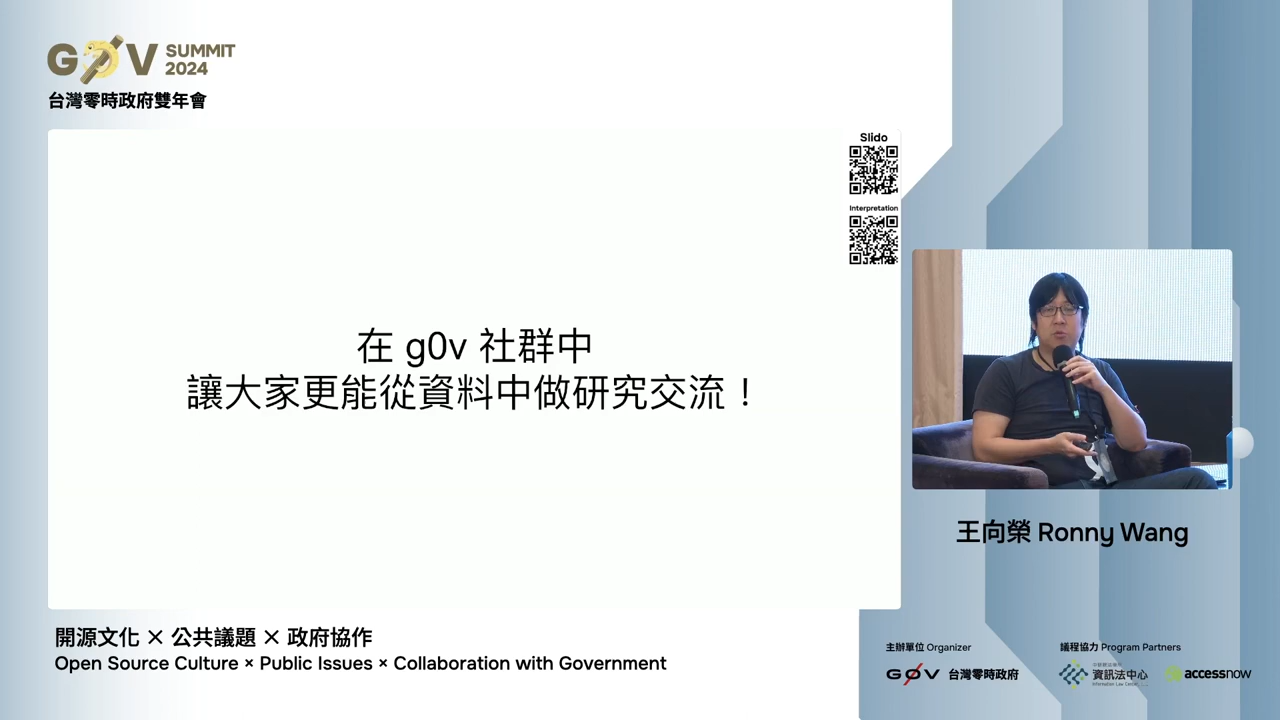 G0V SUMMIT 2024
台灣零時政府雙年會
Slido
Interpretation
在 g0v 社群中
讓大家更能從資料中做研究交流！
王向榮 Ronny Wang
開源文化 × 公共議題 × 政府協作
Open Source Culture × Public Issues × Collaboration with Government
主辦單位 Organizer
議程協力 Program Partners
G0V 台灣零時政府
資訊法中心
Information Law Center
accessnow